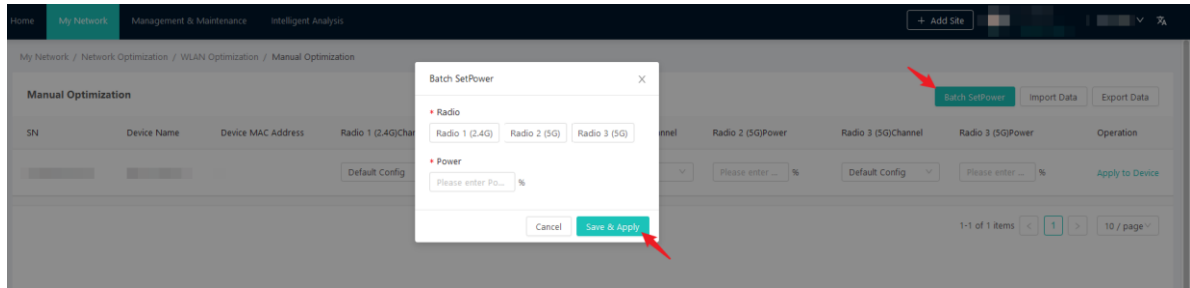 Home My Network Management & Maintenance Intelligent Analysis + Add Site
My Network / Network Optimization / WLAN Optimization / Manual Optimization
Batch SetPower
Manual Optimization
Batch SetPower Import Data Export Data
* Radio
Radio 1 (2.4G) Radio 2 (5G) Radio 3 (5G)
SN Device Name Device MAC Address Radio 1 (2.4G)Char nnel Radio 2 (5G)Power Radio 3 (5G)Channel Radio 3 (5G)Power Operation
* Power
Please enter Po... %
Default Config Please enter ... % Default Config Please enter ... % Apply to Device
Cancel Save & Apply
1-1 of 1 items < 1 > 10 / page